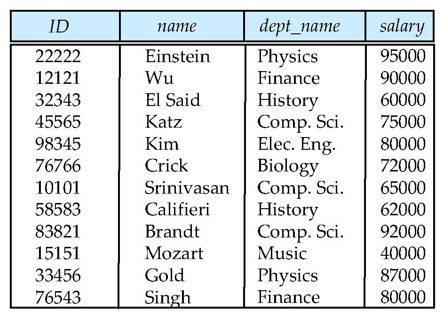 ID name dept_name salary
22222 Einstein Physics 95000
12121 Wu Finance 90000
32343 El Said History 60000
45565 Katz Comp. Sci. 75000
98345 Kim Elec. Eng. 80000
76766 Crick Biology 72000
10101 Srinivasan Comp. Sci. 65000
58583 Califieri History 62000
83821 Brandt Comp. Sci. 92000
15151 Mozart Music 40000
33456 Gold Physics 87000
76543 Singh Finance 80000